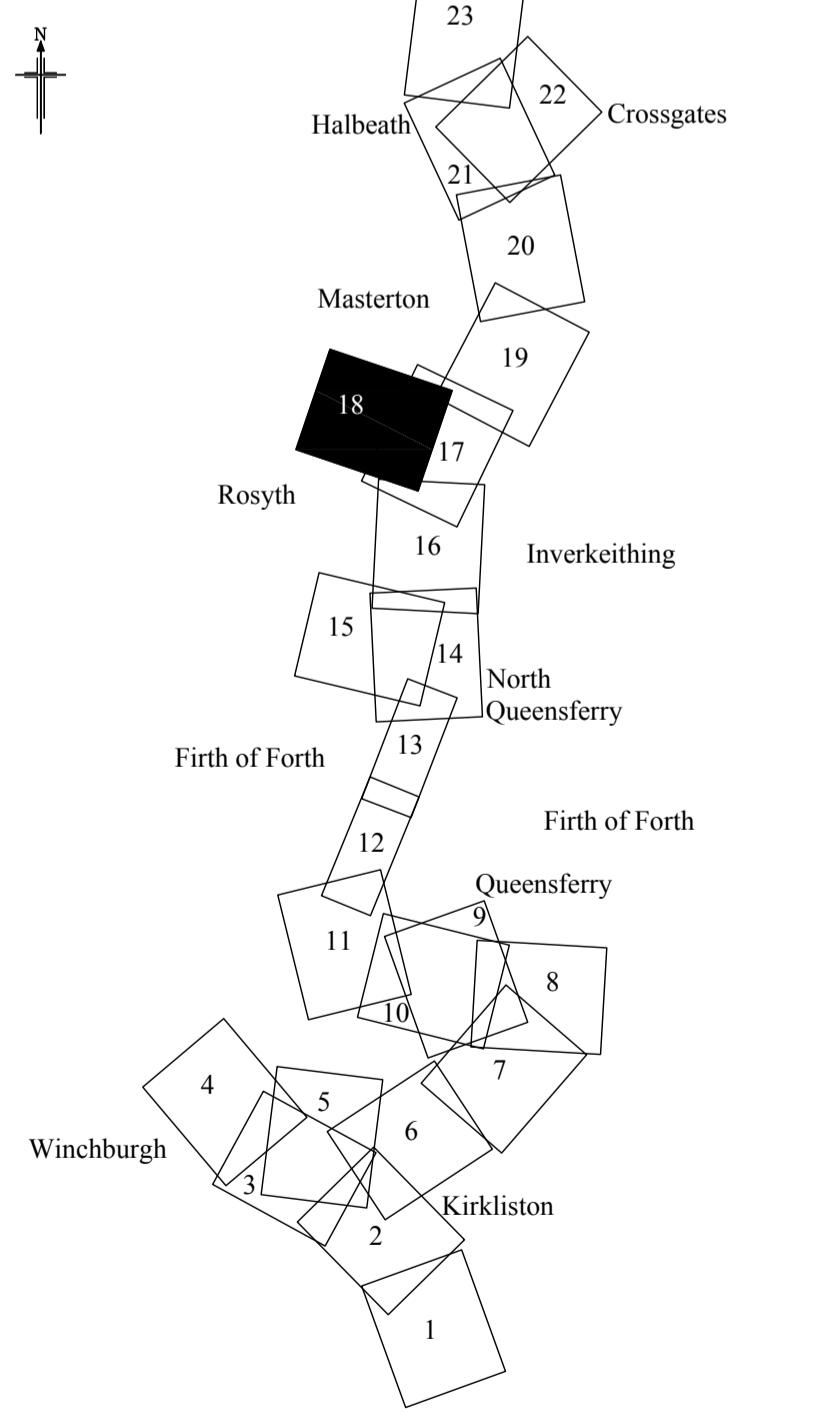 23
N
22
Halbeath
Crossgates
21
20
Masterton
19
18
17
Rosyth
16
Inverkeithing
15
14
North
Queensferry
13
Firth of Forth
Firth of Forth
12
Queensferry
9
11
8
10
7
4
5
6
Winchburgh
3
Kirkliston
2
1